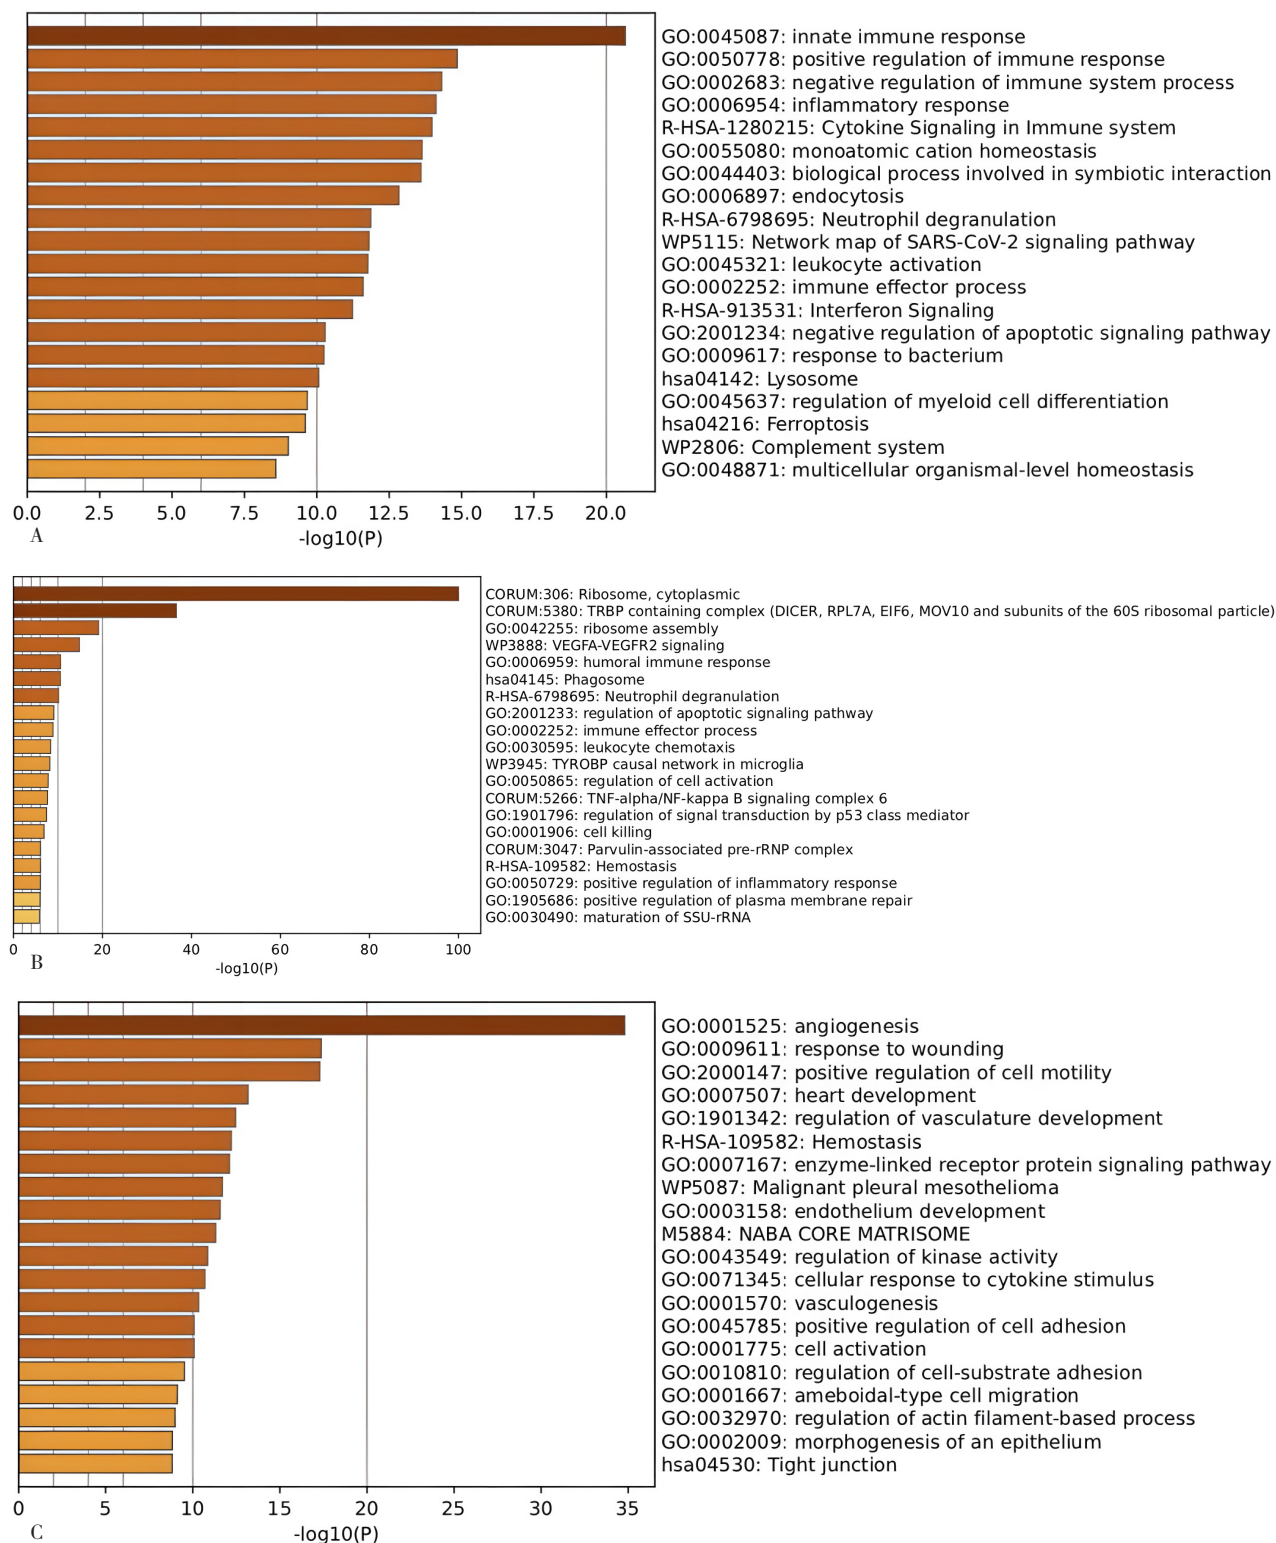 GO:0045087: innate immune response
GO:0050778: positive regulation of immune response
GO:0002683: negative regulation of immune system process
GO:0006954: inflammatory response
R-HSA-1280215: Cytokine Signaling in Immune system
GO:0055080: monoatomic cation homeostasis
GO:0044403: biological process involved in symbiotic interaction
GO:0006897: endocytosis
R-HSA-6798695: Neutrophil degranulation
WP5115: Network map of SARS-CoV-2 signaling pathway
GO:0045321: leukocyte activation
GO:0002252: immune effector process
R-HSA-913531: Interferon Signaling
GO:2001234: negative regulation of apoptotic signaling pathway
GO:0009617: response to bacterium
hsa04142: Lysosome
GO:0045637: regulation of myeloid cell differentiation
hsa04216: Ferroptosis
WP2806: Complement system
GO:0048871: multicellular organismal-level homeostasis
0.0 2.5 5.0 7.5 10.0 12.5 15.0 17.5 20.0
A -log10(P)
CORUM:306: Ribosome, cytoplasmic
CORUM:5380: TRBP containing complex (DICER, RPL7A, EIF6, MOV10 and subunits of the 60S ribosomal particle)
GO:0042255: ribosome assembly
WP3888: VEGFA-VEGFR2 signaling
GO:0006959: humoral immune response
hsa04145: Phagosome
R-HSA-6798695: Neutrophil degranulation
GO:2001233: regulation of apoptotic signaling pathway
GO:0002252: immune effector process
GO:0030595: leukocyte chemotaxis
WP3945: TYROBP causal network in microglia
GO:0050865: regulation of cell activation
CORUM:5266: TNF-alpha/NF-kappa B signaling complex 6
GO:1901796: regulation of signal transduction by p53 class mediator
GO:0001906: cell killing
CORUM:3047: Parvulin-associated pre-rRNP complex
R-HSA-109582: Hemostasis
GO:0050729: positive regulation of inflammatory response
GO:1905686: positive regulation of plasma membrane repair
GO:0030490: maturation of SSU-rRNA
0 20 40 60 80 100
B -log10(P)
GO:0001525: angiogenesis
GO:0009611: response to wounding
GO:2000147: positive regulation of cell motility
GO:0007507: heart development
GO:1901342: regulation of vasculature development
R-HSA-109582: Hemostasis
GO:0007167: enzyme-linked receptor protein signaling pathway
WP5087: Malignant pleural mesothelioma
GO:0003158: endothelium development
M5884: NABA CORE MATRISOME
GO:0043549: regulation of kinase activity
GO:0071345: cellular response to cytokine stimulus
GO:0001570: vasculogenesis
GO:0045785: positive regulation of cell adhesion
GO:0001775: cell activation
GO:0010810: regulation of cell-substrate adhesion
GO:0001667: ameboidal-type cell migration
GO:0032970: regulation of actin filament-based process
GO:0002009: morphogenesis of an epithelium
hsa04530: Tight junction
0 5 10 15 20 25 30 35
C -log10(P)